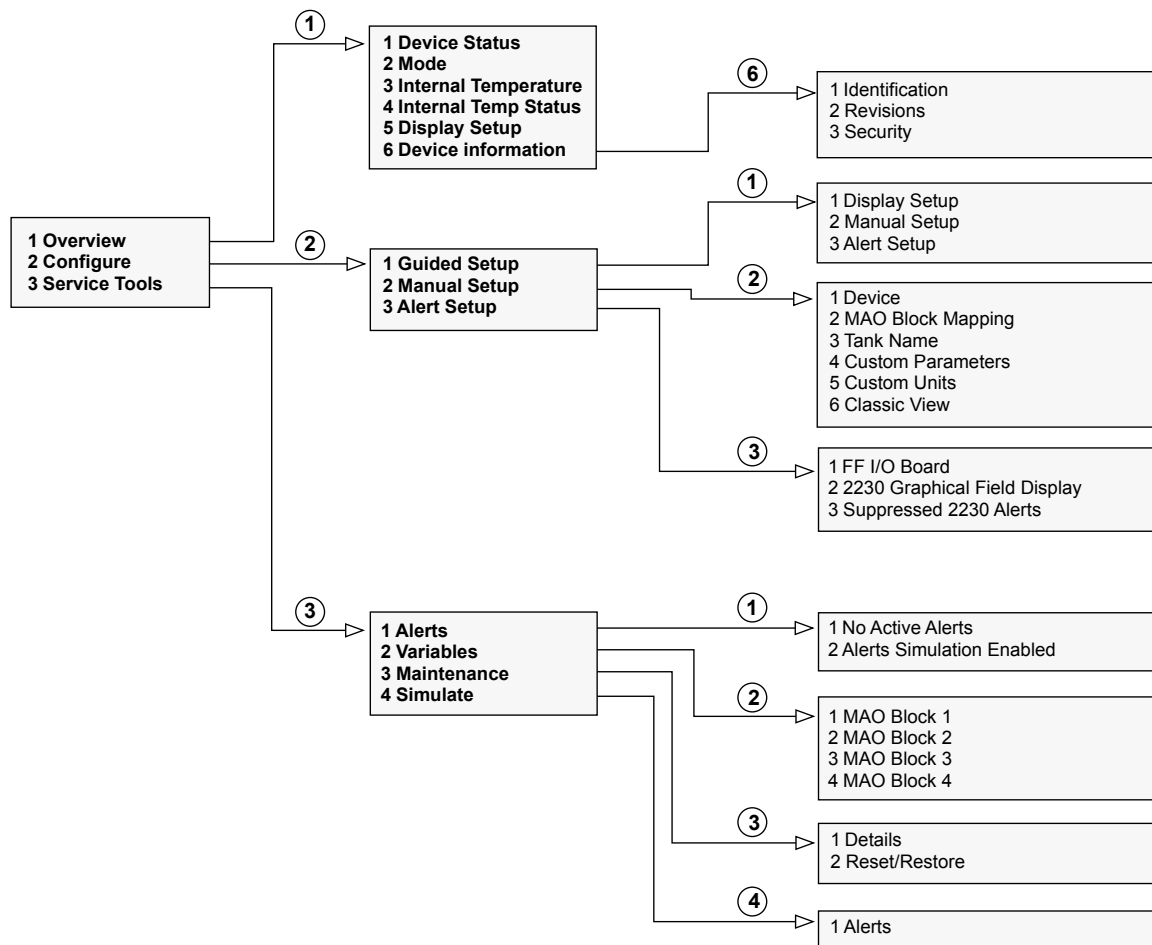 1
1 Device Status
2 Mode
3 Internal Temperature
4 Internal Temp Status
5 Display Setup
6 Device information
6
1 Identification
2 Revisions
3 Security
1 Overview
2 Configure
3 Service Tools
2
1 Guided Setup
2 Manual Setup
3 Alert Setup
1
1 Display Setup
2 Manual Setup
3 Alert Setup
2
1 Device
2 MAO Block Mapping
3 Tank Name
4 Custom Parameters
5 Custom Units
6 Classic View
3
1 FF I/O Board
2 2230 Graphical Field Display
3 Suppressed 2230 Alerts
3
1 Alerts
2 Variables
3 Maintenance
4 Simulate
1
1 No Active Alerts
2 Alerts Simulation Enabled
2
1 MAO Block 1
2 MAO Block 2
3 MAO Block 3
4 MAO Block 4
3
1 Details
2 Reset/Restore
4
1 Alerts